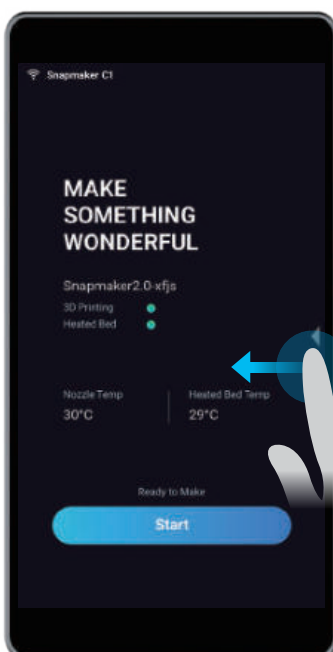 Snapmaker C1
MAKE
SOMETHING
WONDERFUL
Snapmaker2.0-xfjs
3D Printing
Heated Bed
Nozzle Temp
Heated Bed Temp
30°C
29°C
Ready to Make
Start